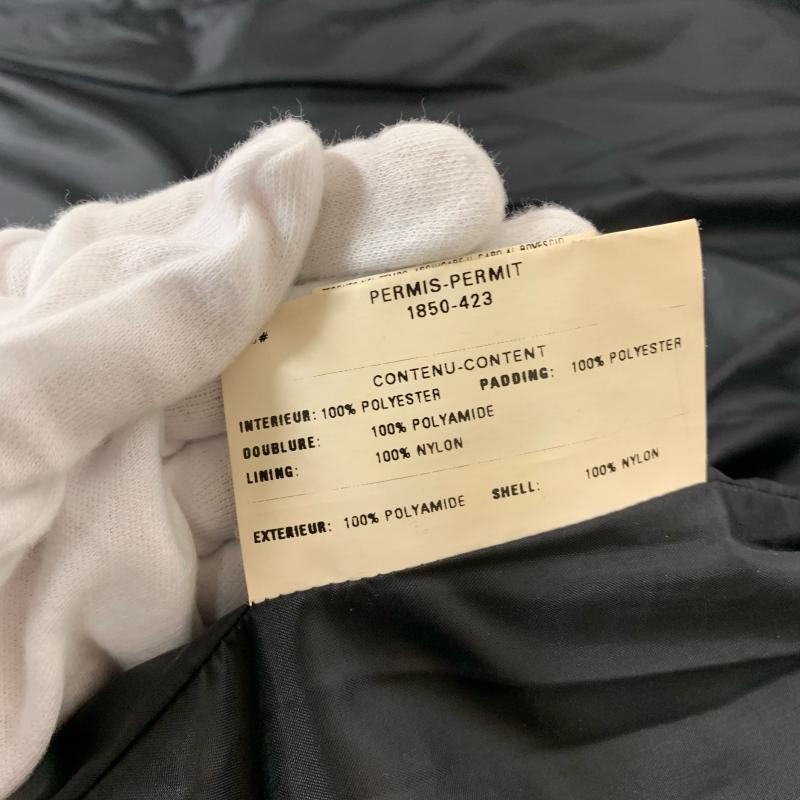 PERMIS-PERMIT
1850-423
#
CONTENU-CONTENT
INTERIEUR: 100% POLYESTER PADDING: 100% POLYESTER
DOUBLURE: 100% POLYAMIDE
LINING: 100% NYLON
EXTERIEUR: 100% POLYAMIDE SHELL: 100% NYLON